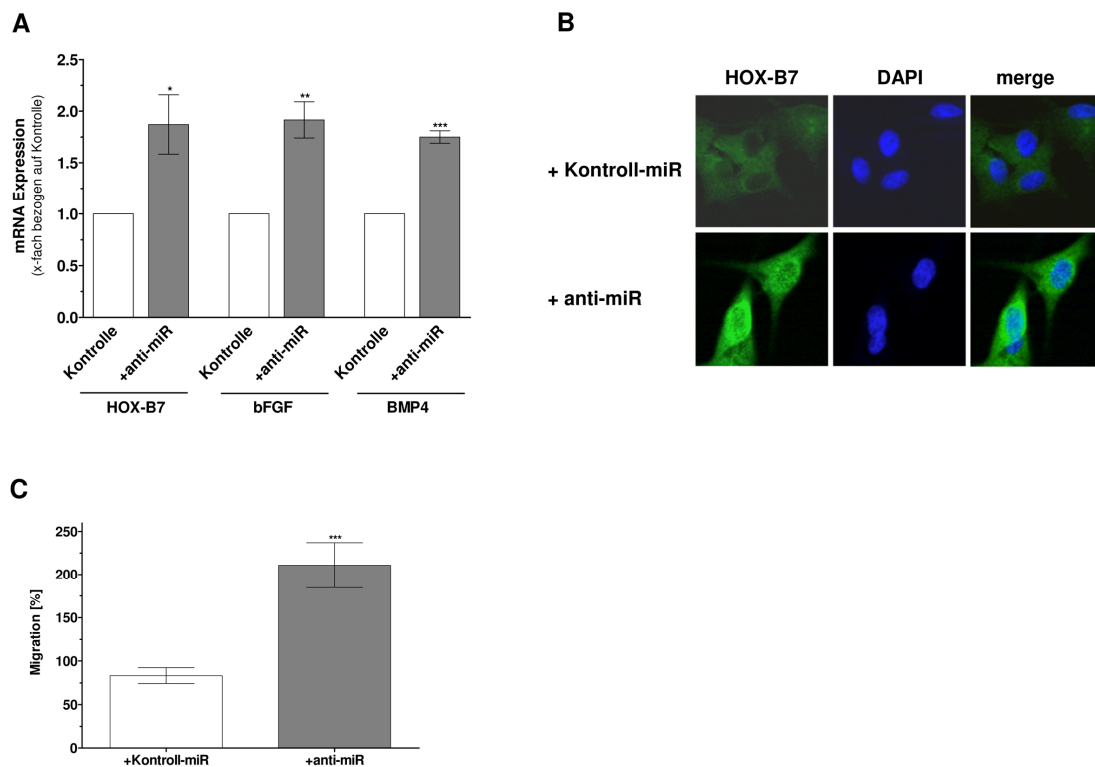 A
mRNA Expression
(x-fach bezogen auf Kontrolle)
2.5
2.0
1.5
1.0
0.5
0.0
*
**
***
Kontrolle
+anti-miR
Kontrolle
+anti-miR
Kontrolle
+anti-miR
HOX-B7
bFGF
BMP4
B
HOX-B7
DAPI
merge
+ Kontroll-miR
+ anti-miR
C
Migration [%]
250
200
150
100
50
0
***
+Kontroll-miR
+anti-miR